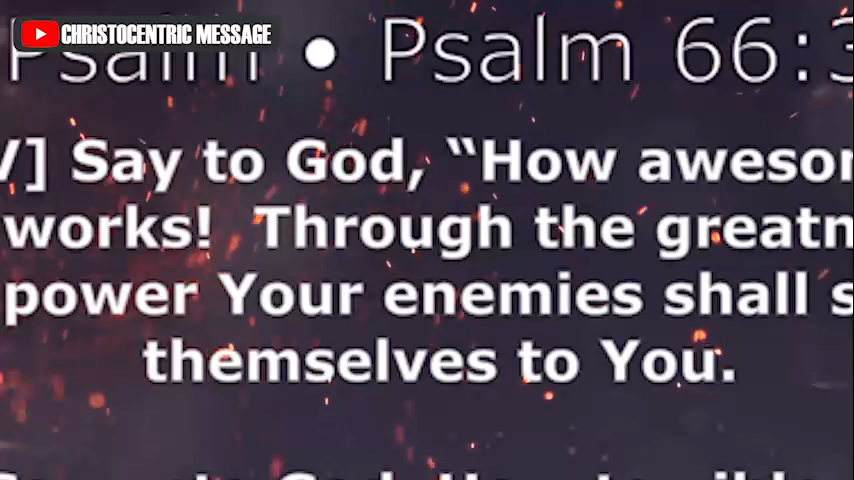 CHRISTOCENTRIC MESSAGE
Psalm • Psalm 66:3
V] Say to God, “How aweso
works! Through the greatn
power Your enemies shall s
themselves to You.